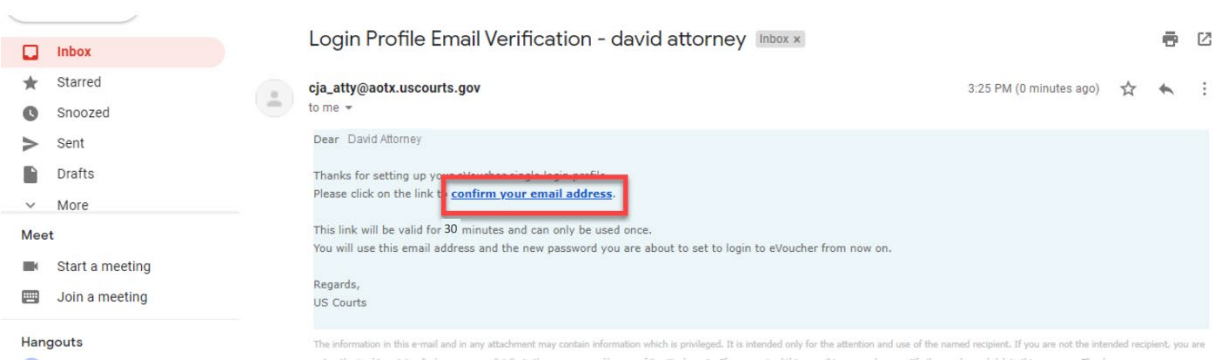 Inbox
Starred
Snoozed
Sent
Drafts
More
Meet
Start a meeting
Join a meeting
Hangouts
Login Profile Email Verification - david attorney Inbox x
cja_atty@aotx.uscourts.gov
3:25 PM (0 minutes ago)
to me
Dear David Attorney
Thanks for setting up your eVoucher single login profile.
Please click on the link to confirm your email address.
This link will be valid for 30 minutes and can only be used once.
You will use this email address and the new password you are about to set to login to eVoucher from now on.
Regards,
US Courts
The information in this e-mail and in any attachment may contain information which is privileged. It is intended only for the attention and use of the named recipient. If you are not the intended recipient, you are